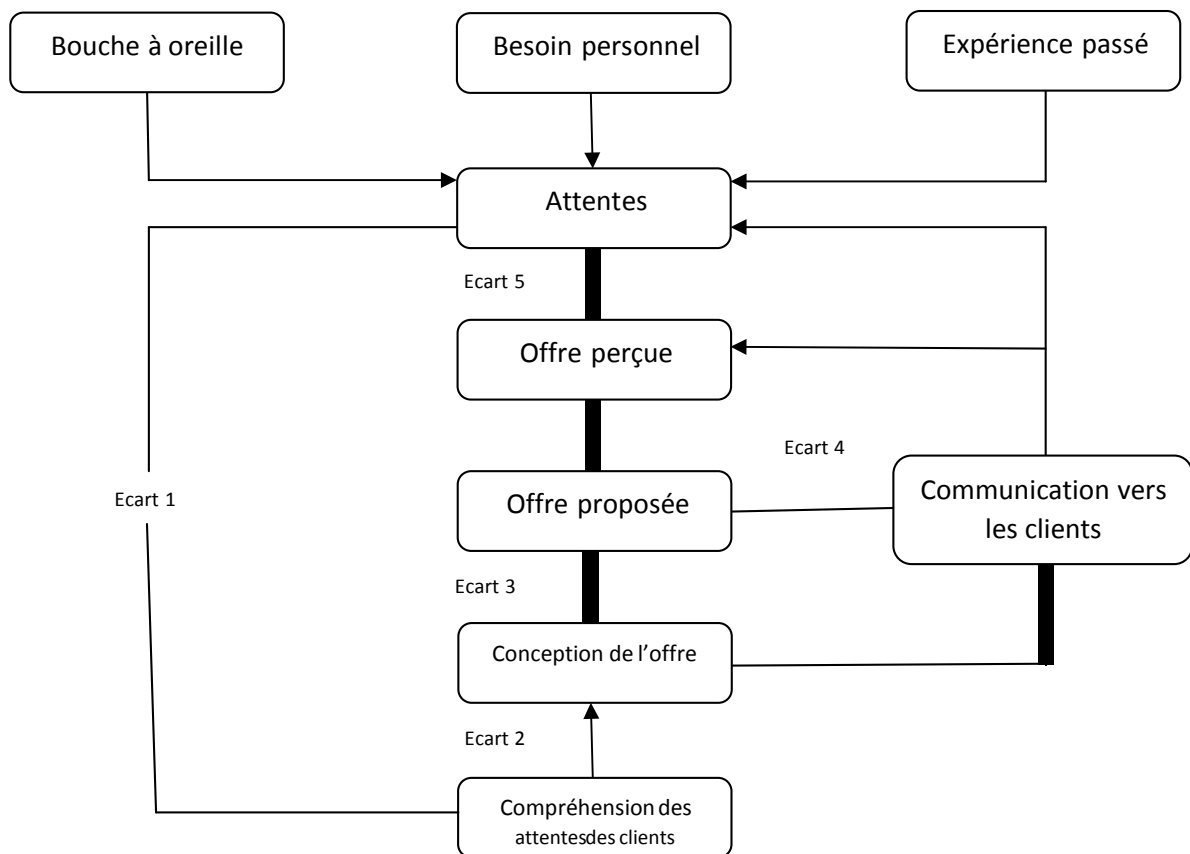 Bouche à oreille
Besoin personnel
Expérience passé
Attentes
Ecart 5
Offre perçue
Ecart 4
Communication vers
les clients
Offre proposée
Ecart 1
Ecart 3
Conception de l’offre
Ecart 2
Compréhension des
attentesdes clients